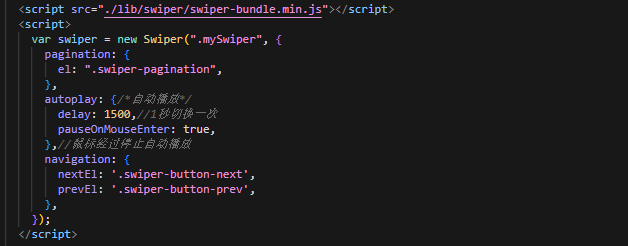 <script src="./lib/swiper/swiper-bundle.min.js"></script>
<script>
var swiper = new Swiper(".mySwiper", {
pagination: {
el: ".swiper-pagination",
},
autoplay: {/*自动播放*/
delay: 1500,//1秒切换一次
pauseOnMouseEnter: true,
},//鼠标经过停止自动播放
navigation: {
nextEl: '.swiper-button-next',
prevEl: '.swiper-button-prev',
},
});
</script>